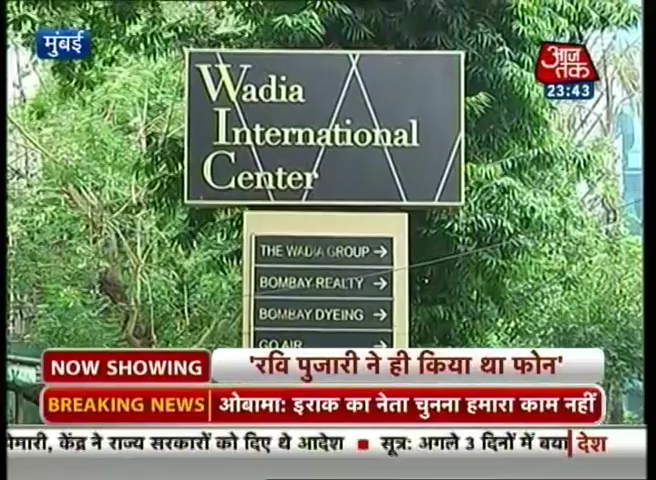 मुंबई
आज तक
23:43
Wadia
International
Center
THE WADIA GROUP
BOMBAY REALTY
BOMBAY DYEING
GO AIR
NOW SHOWING
'रवि पुजारी ने ही किया था फोन'
BREAKING NEWS
ओबामा: इराक का नेता चुनना हमारा काम नहीं
केंद्र ने राज्य सरकारों को दिए थे आदेश ■ सूत्र: अगले 3 दिनों में देश